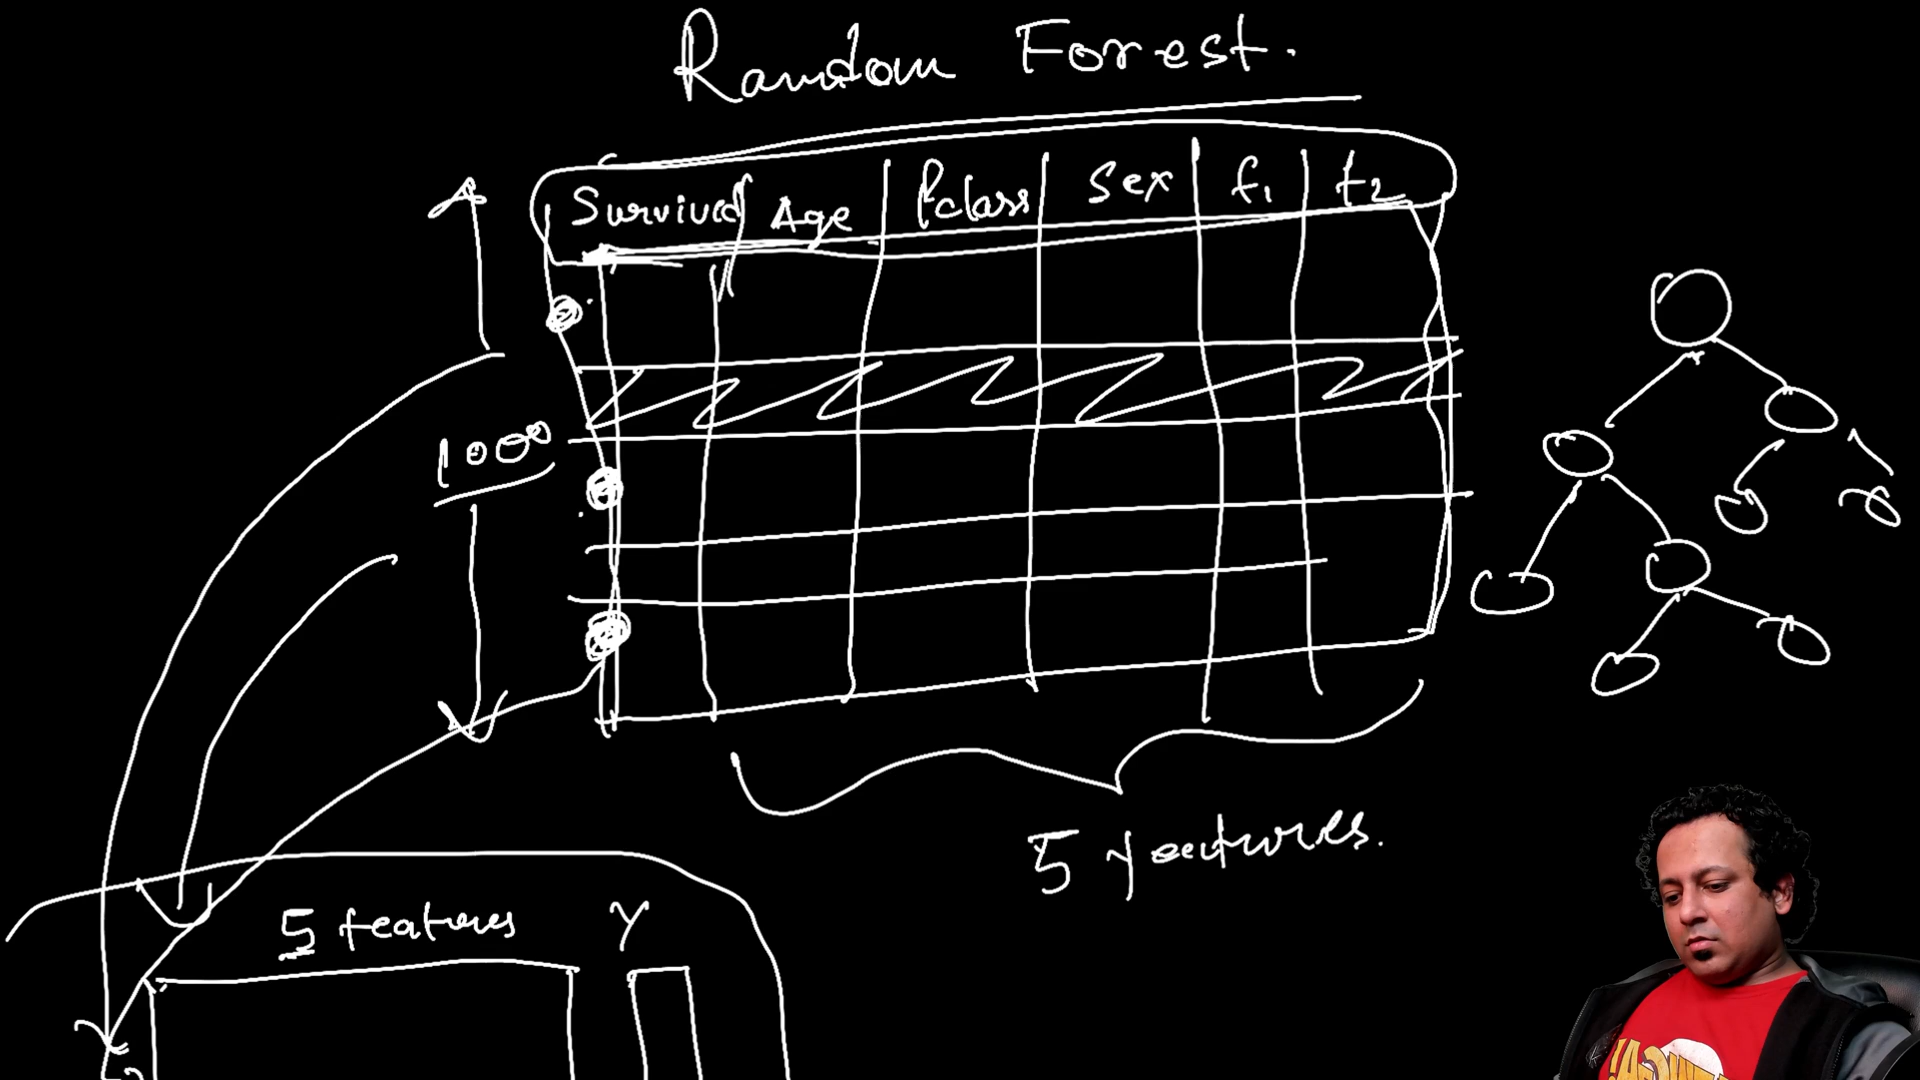 Random Forest.
Survived Age Pclass Sex f1 f2
1000
5 features.
5 features Y